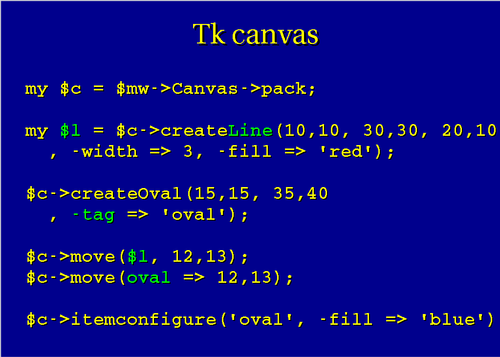 Tk canvas
my $c = $mw->Canvas->pack;
my $l = $c->createLine(10,10, 30,30, 20,10
, -width => 3, -fill => 'red');
$c->createOval(15,15, 35,40
, -tag => 'oval');
$c->move($l, 12,13);
$c->move(oval => 12,13);
$c->itemconfigure('oval', -fill => 'blue')